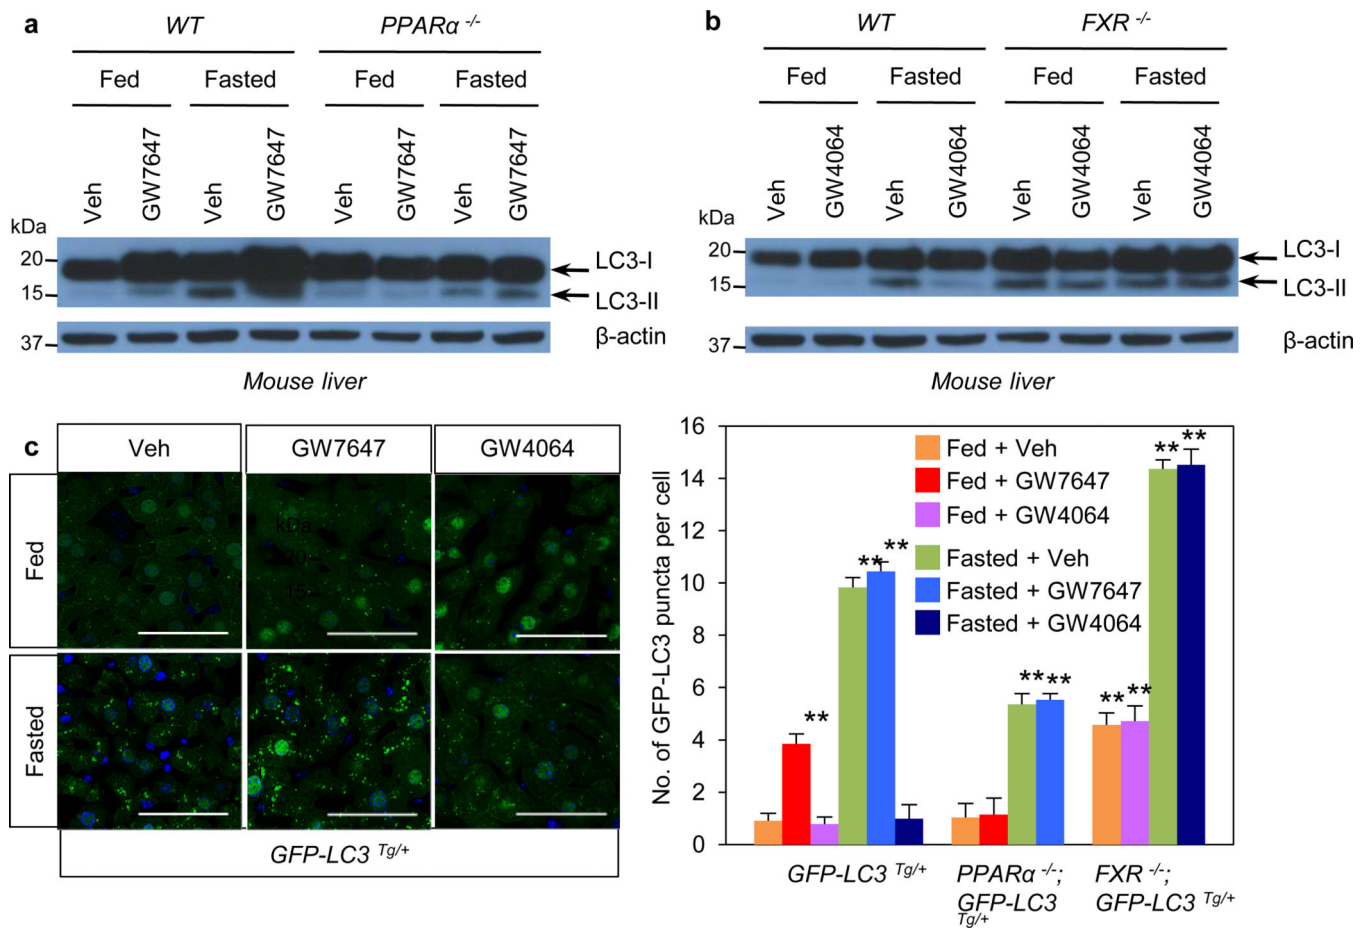 a
WT PPARα -/-
Fed Fasted Fed Fasted
Veh GW7647 Veh GW7647 Veh GW7647 Veh GW7647
kDa
20
15
37
LC3-I
LC3-II
β-actin
Mouse liver
b
WT FXR -/-
Fed Fasted Fed Fasted
Veh GW4064 Veh GW4064 Veh GW4064 Veh GW4064
kDa
20
15
37
LC3-I
LC3-II
β-actin
Mouse liver
c
Veh GW7647 GW4064
Fed
kDa
20
15
Fasted
GFP-LC3 Tg/+
No. of GFP-LC3 puncta per cell
16
14
12
10
8
6
4
2
0
Fed + Veh
Fed + GW7647
Fed + GW4064
Fasted + Veh
Fasted + GW7647
Fasted + GW4064
** ** ** ** ** ** ** ** **
GFP-LC3 Tg/+
PPARα -/-;
GFP-LC3
Tg/+
FXR -/-;
GFP-LC3 Tg/+